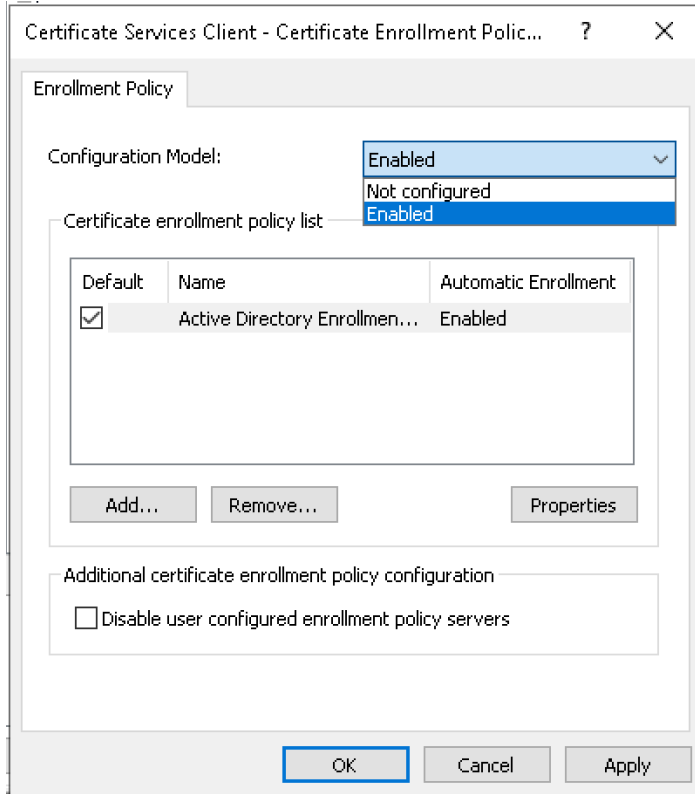 Certificate Services Client - Certificate Enrollment Polic... ? X
Enrollment Policy
Configuration Model: Enabled
Not configured
Enabled
Certificate enrollment policy list
Default Name Automatic Enrollment
Active Directory Enrollmen... Enabled
Add... Remove... Properties
Additional certificate enrollment policy configuration
Disable user configured enrollment policy servers
OK Cancel Apply